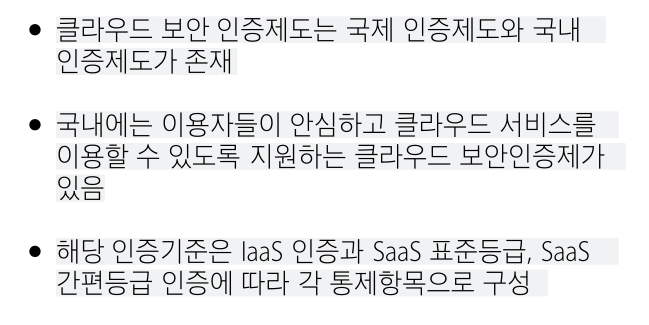 ● 클라우드 보안 인증제도는 국제 인증제도와 국내
인증제도가 존재
● 국내에는 이용자들이 안심하고 클라우드 서비스를
이용할 수 있도록 지원하는 클라우드 보안인증제가
있음
● 해당 인증기준은 IaaS 인증과 SaaS 표준등급, SaaS
간편등급 인증에 따라 각 통제항목으로 구성